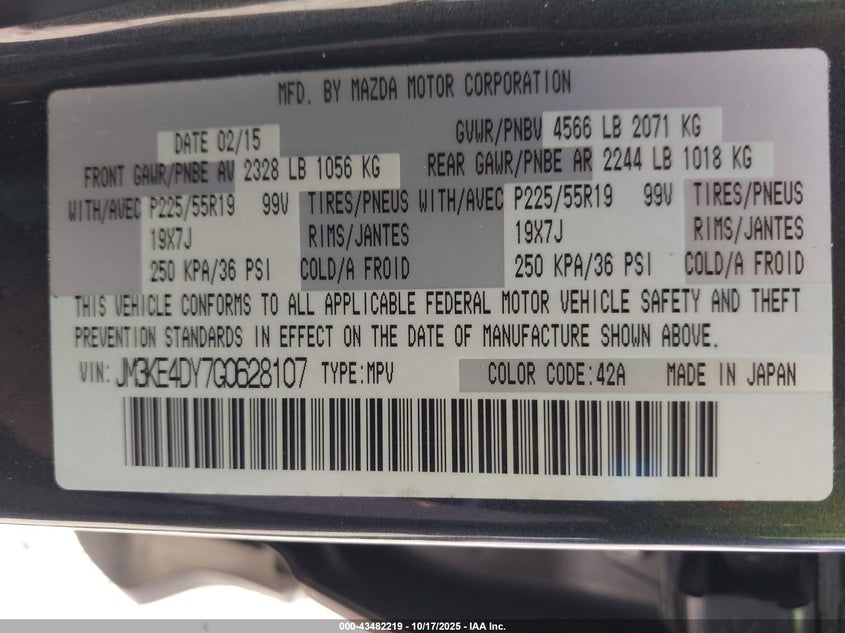 MFD. BY MAZDA MOTOR CORPORATION
DATE 02/15 GVWR/PNBV 4566 LB 2071 KG
FRONT GAWR/PNBE AV 2328 LB 1056 KG REAR GAWR/PNBE AR 2244 LB 1018 KG
WITH/AVEC P225/55R19 99V TIRES/PNEUS WITH/AVEC P225/55R19 99V TIRES/PNEUS
19X7J RIMS/JANTES 19X7J RIMS/JANTES
250 KPA/36 PSI COLD/A FROID 250 KPA/36 PSI COLD/A FROID
THIS VEHICLE CONFORMS TO ALL APPLICABLE FEDERAL MOTOR VEHICLE SAFETY AND THEFT
PREVENTION STANDARDS IN EFFECT ON THE DATE OF MANUFACTURE SHOWN ABOVE.
VIN: JM3KE4DY7G0628107 TYPE:MPV COLOR CODE:42A MADE IN JAPAN
000-43482219 - 10/17/2025 - IAA Inc.